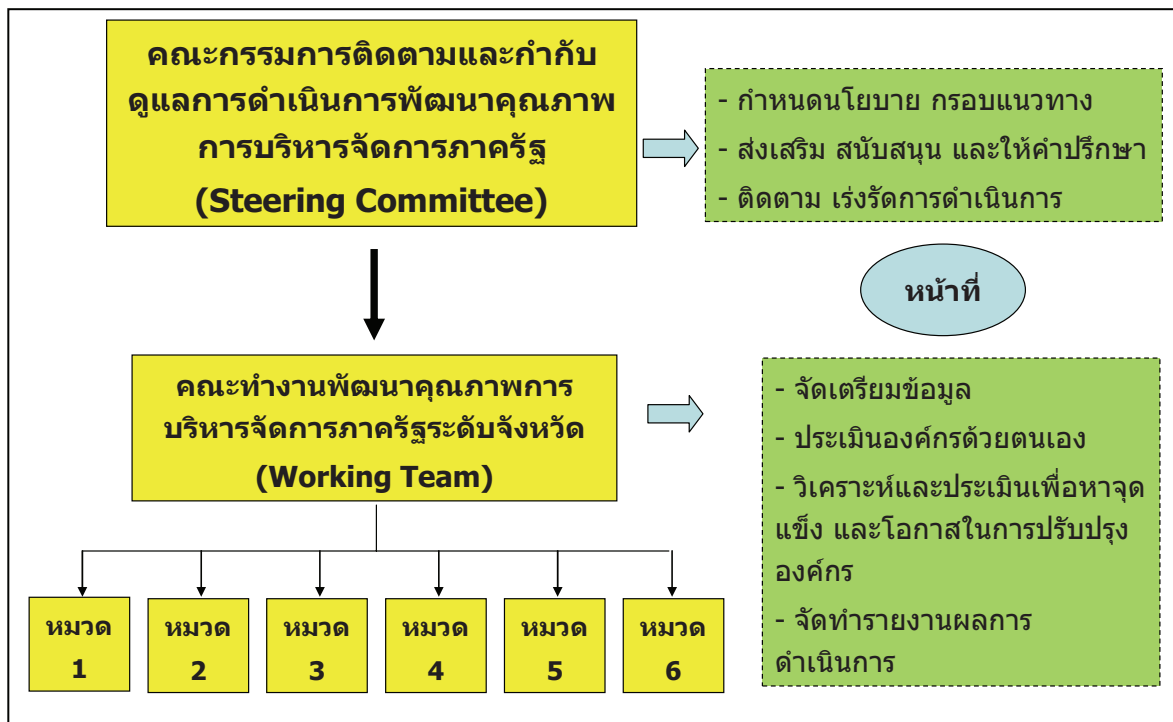 คณะกรรมการติดตามและกำกับ
ดูแลการดำเนินการพัฒนาคุณภาพ
การบริหารจัดการภาครัฐ
(Steering Committee)
- กำหนดนโยบาย กรอบแนวทาง
- ส่งเสริม สนับสนุน และให้คำปรึกษา
- ติดตาม เร่งรัดการดำเนินการ
หน้าที่
คณะทำงานพัฒนาคุณภาพการ
บริหารจัดการภาครัฐระดับจังหวัด
(Working Team)
- จัดเตรียมข้อมูล
- ประเมินองค์กรด้วยตนเอง
- วิเคราะห์และประเมินเพื่อหาจุด
แข็ง และโอกาสในการปรับปรุง
องค์กร
- จัดทำรายงานผลการ
ดำเนินการ
หมวด
1
หมวด
2
หมวด
3
หมวด
4
หมวด
5
หมวด
6